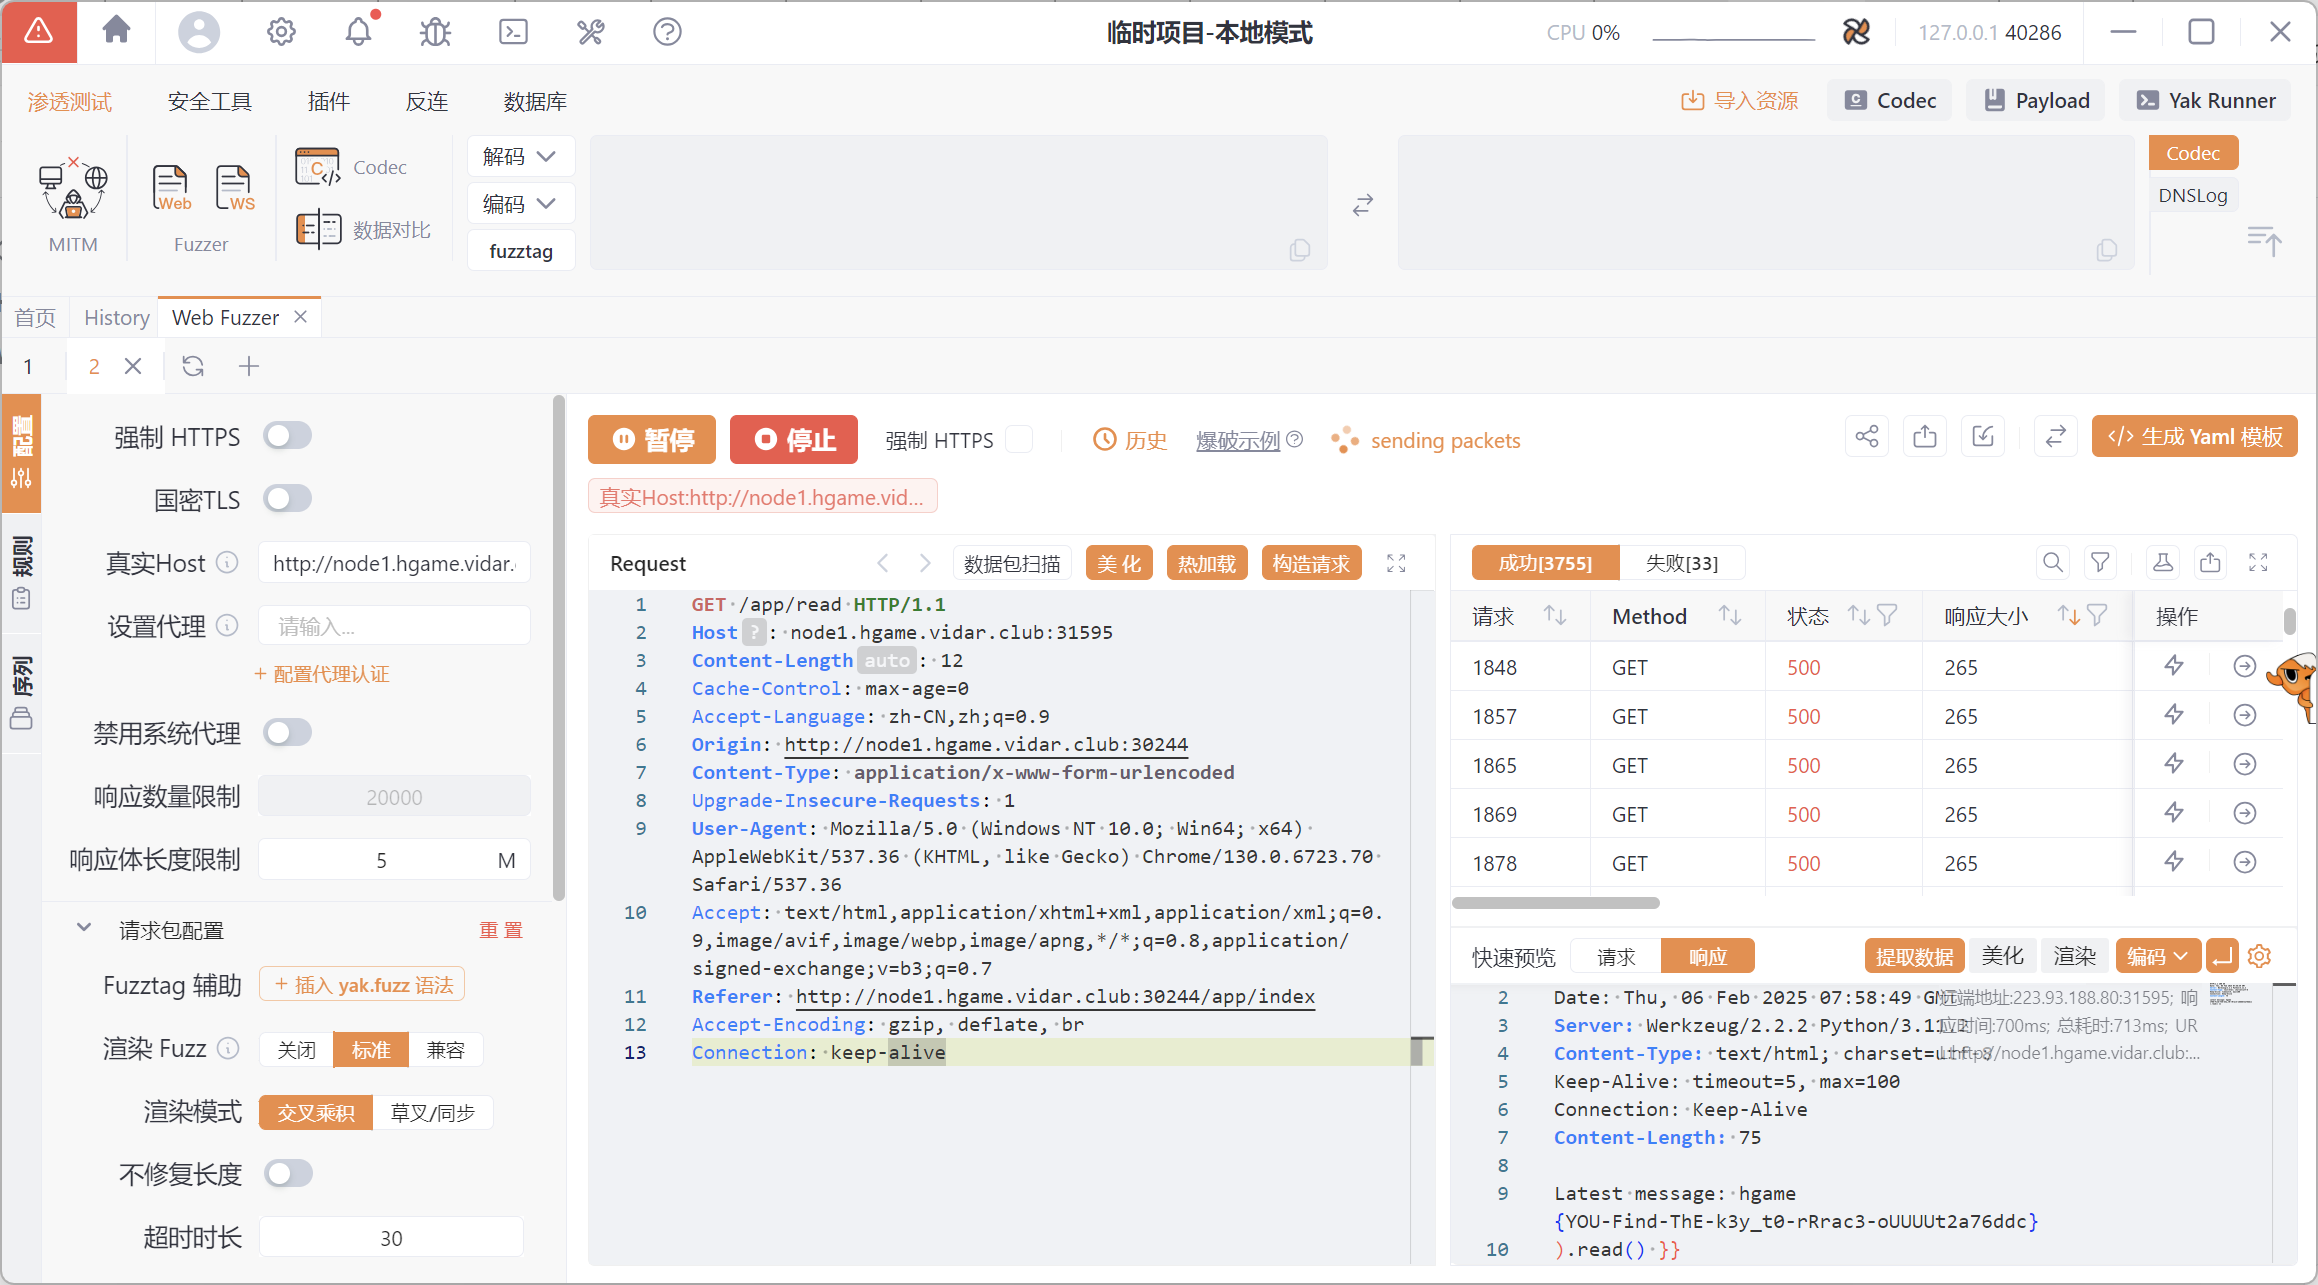 临时项目-本地模式
CPU 0%
127.0.0.1 40286
渗透测试 安全工具 插件 反连 数据库
导入资源 Codec Payload Yak Runner
MITM
Web WS
Fuzzer
Codec
数据对比
解码
编码
fuzztag
Codec
DNSLog
首页 History Web Fuzzer
1 2
配置
规则
序列
强制 HTTPS
国密TLS
真实Host http://node1.hgame.vidar.
设置代理 请输入...
+ 配置代理认证
禁用系统代理
响应数量限制 20000
响应体长度限制 5 M
请求包配置 重置
Fuzztag 辅助 + 插入 yak.fuzz 语法
渲染 Fuzz 关闭 标准 兼容
渲染模式 交叉乘积 草叉/同步
不修复长度
超时时长 30
暂停 停止 强制 HTTPS 历史 爆破示例 sending packets
生成 Yaml 模板
真实Host:http://node1.hgame.vid...
Request 数据包扫描 美化 热加载 构造请求
1 GET /app/read HTTP/1.1
2 Host ? : node1.hgame.vidar.club:31595
3 Content-Length auto : 12
4 Cache-Control: max-age=0
5 Accept-Language: zh-CN,zh;q=0.9
6 Origin: http://node1.hgame.vidar.club:30244
7 Content-Type: application/x-www-form-urlencoded
8 Upgrade-Insecure-Requests: 1
9 User-Agent: Mozilla/5.0 (Windows NT 10.0; Win64; x64)
AppleWebKit/537.36 (KHTML, like Gecko) Chrome/130.0.6723.70
Safari/537.36
10 Accept: text/html,application/xhtml+xml,application/xml;q=0.
9,image/avif,image/webp,image/apng,*/*;q=0.8,application/
signed-exchange;v=b3;q=0.7
11 Referer: http://node1.hgame.vidar.club:30244/app/index
12 Accept-Encoding: gzip, deflate, br
13 Connection: keep-alive
成功[3755] 失败[33]
请求 Method 状态 响应大小 操作
1848 GET 500 265
1857 GET 500 265
1865 GET 500 265
1869 GET 500 265
1878 GET 500 265
快速预览 请求 响应 提取数据 美化 渲染 编码
2 Date: Thu, 06 Feb 2025 07:58:49 GMT
远端地址:223.93.188.80:31595; 响
3 Server: Werkzeug/2.2.2 Python/3.11
应时间:700ms; 总耗时:713ms; UR
4 Content-Type: text/html; charset=utf-8
L:http://node1.hgame.vidar.club:...
5 Keep-Alive: timeout=5, max=100
6 Connection: Keep-Alive
7 Content-Length: 75
8
9 Latest message: hgame
{YOU-Find-ThE-k3y_t0-rRrac3-oUUUUt2a76ddc}
10 ).read() }}